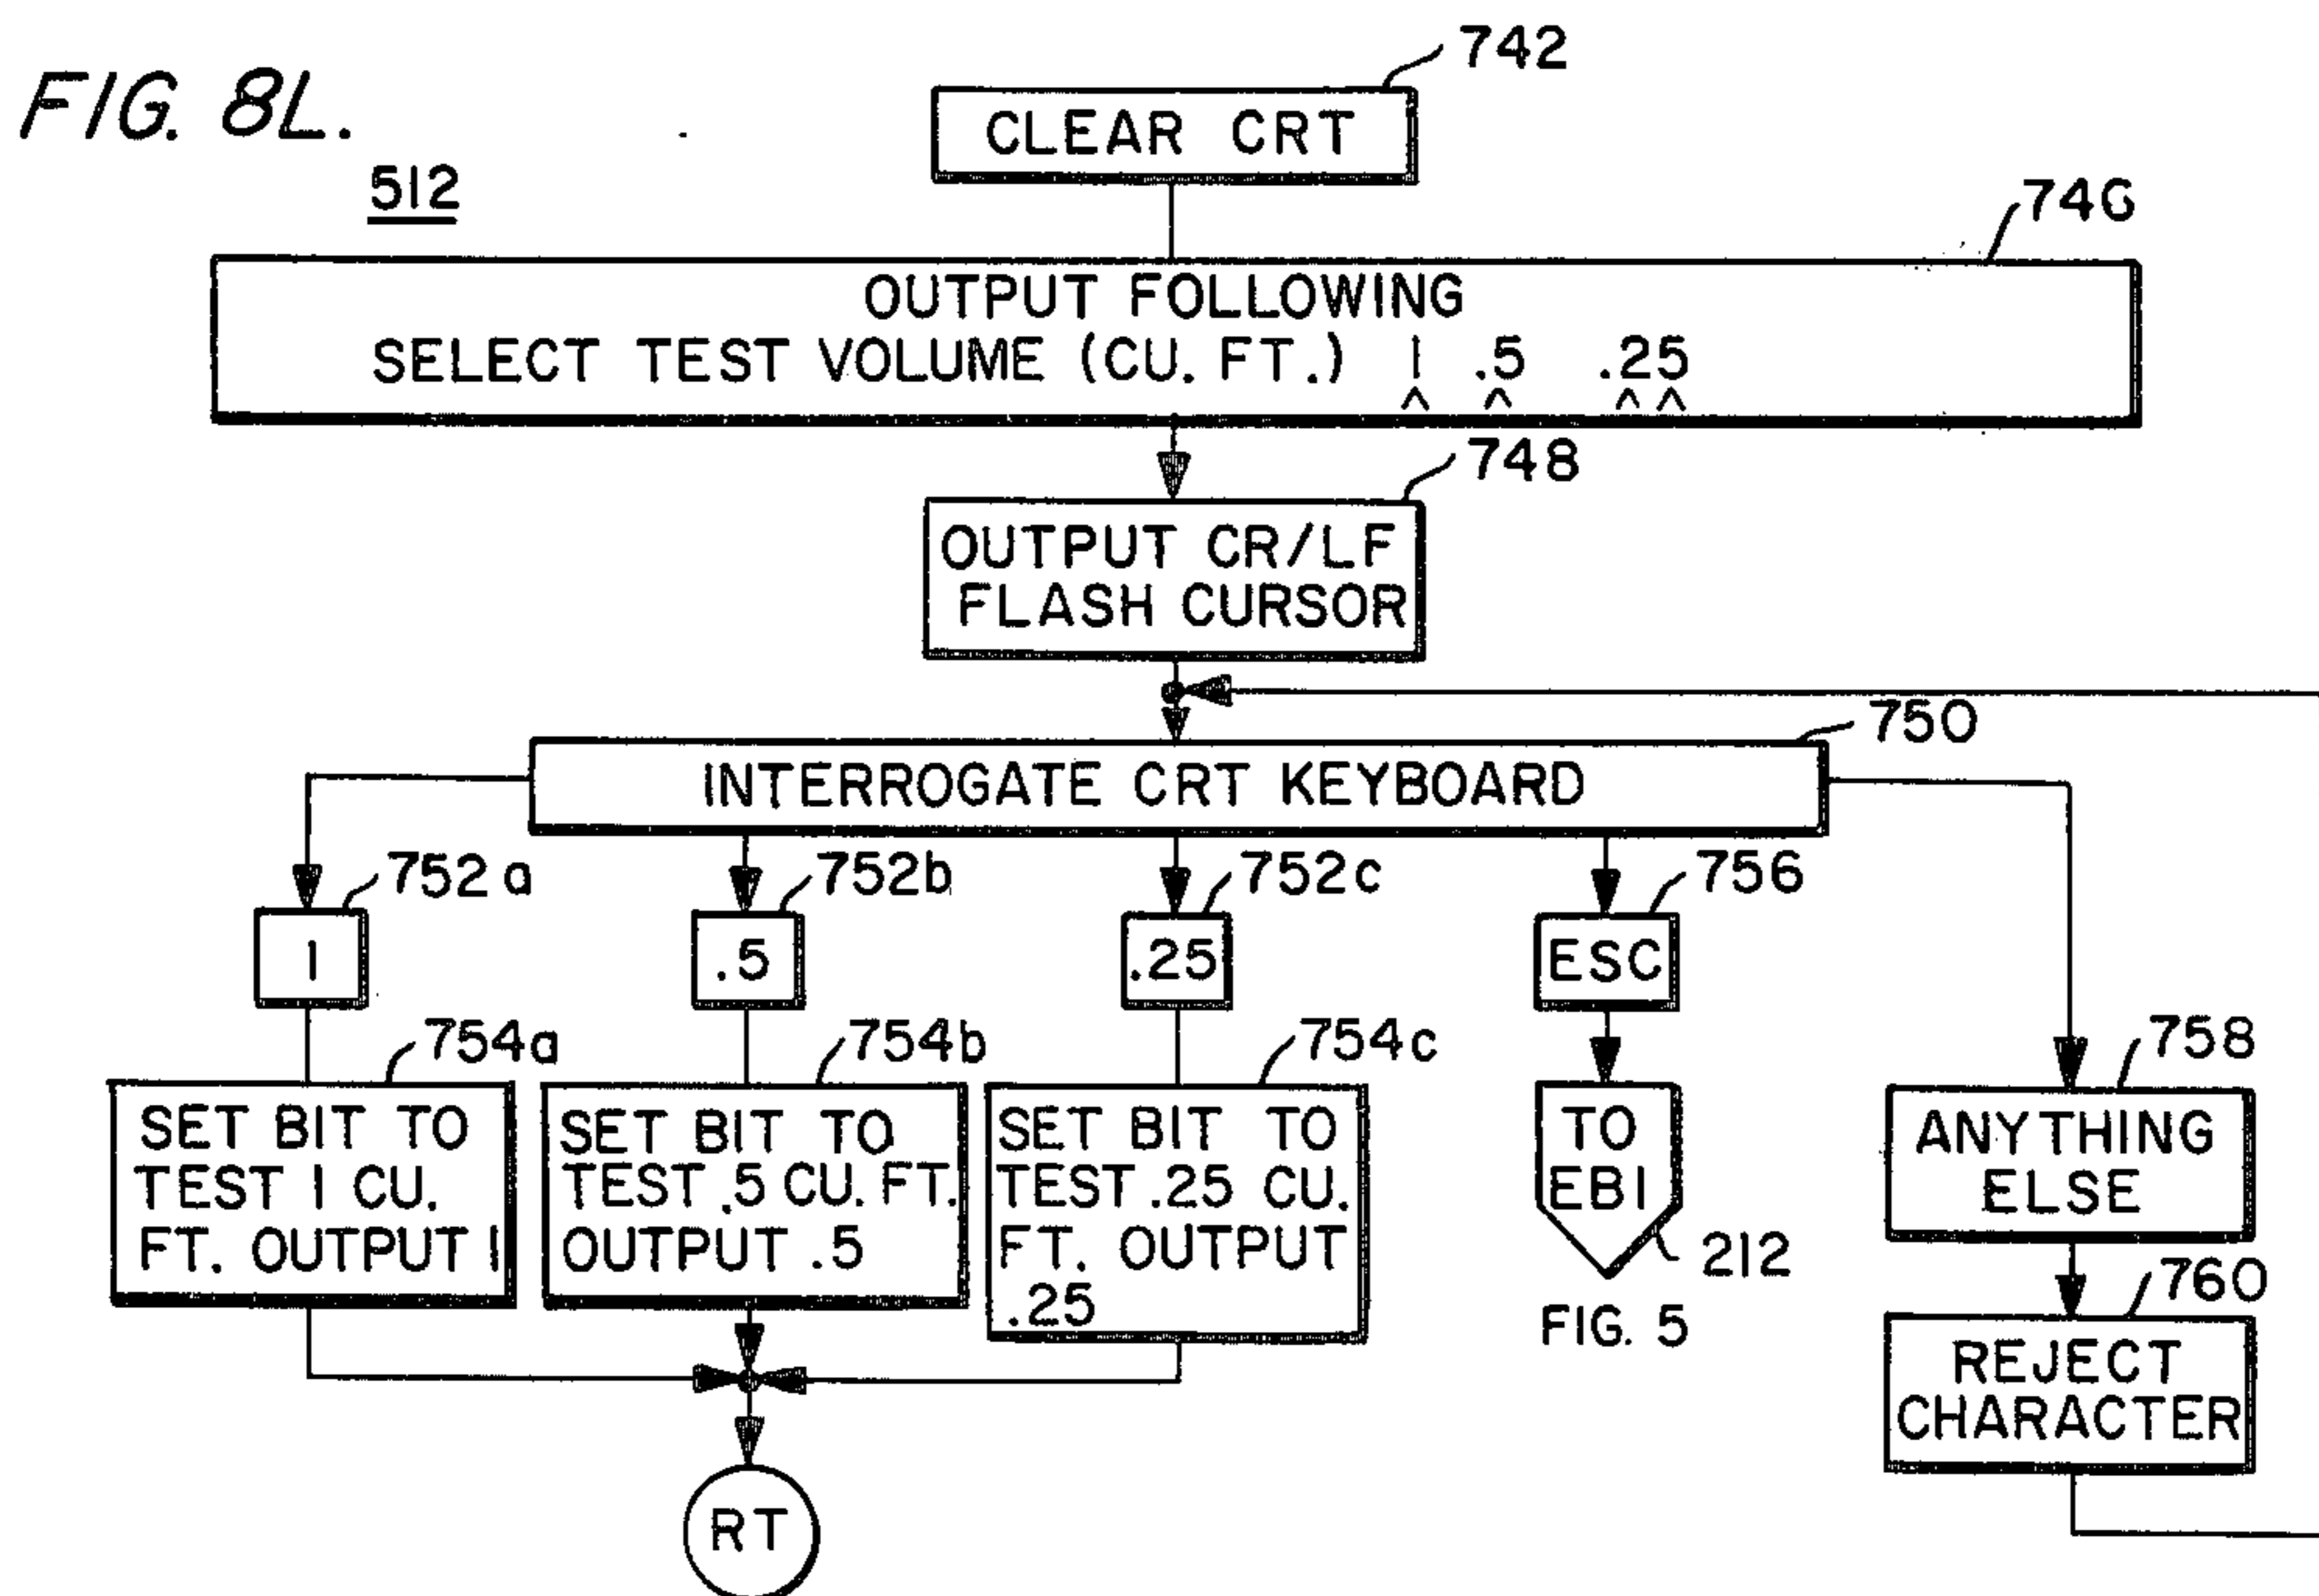 FIG. 8L.
512
742
CLEAR CRT
746
OUTPUT FOLLOWING
SELECT TEST VOLUME (CU. FT.) 1 .5 .25
^ ^ ^ ^
748
OUTPUT CR/LF
FLASH CURSOR
750
INTERROGATE CRT KEYBOARD
752a
752b
752c
756
1
.5
.25
ESC
754a
754b
754c
758
SET BIT TO
TEST 1 CU.
FT. OUTPUT 1
SET BIT TO
TEST .5 CU. FT.
OUTPUT .5
SET BIT TO
TEST .25 CU.
FT. OUTPUT
.25
TO
EB1
212
FIG. 5
ANYTHING
ELSE
760
REJECT
CHARACTER
RT